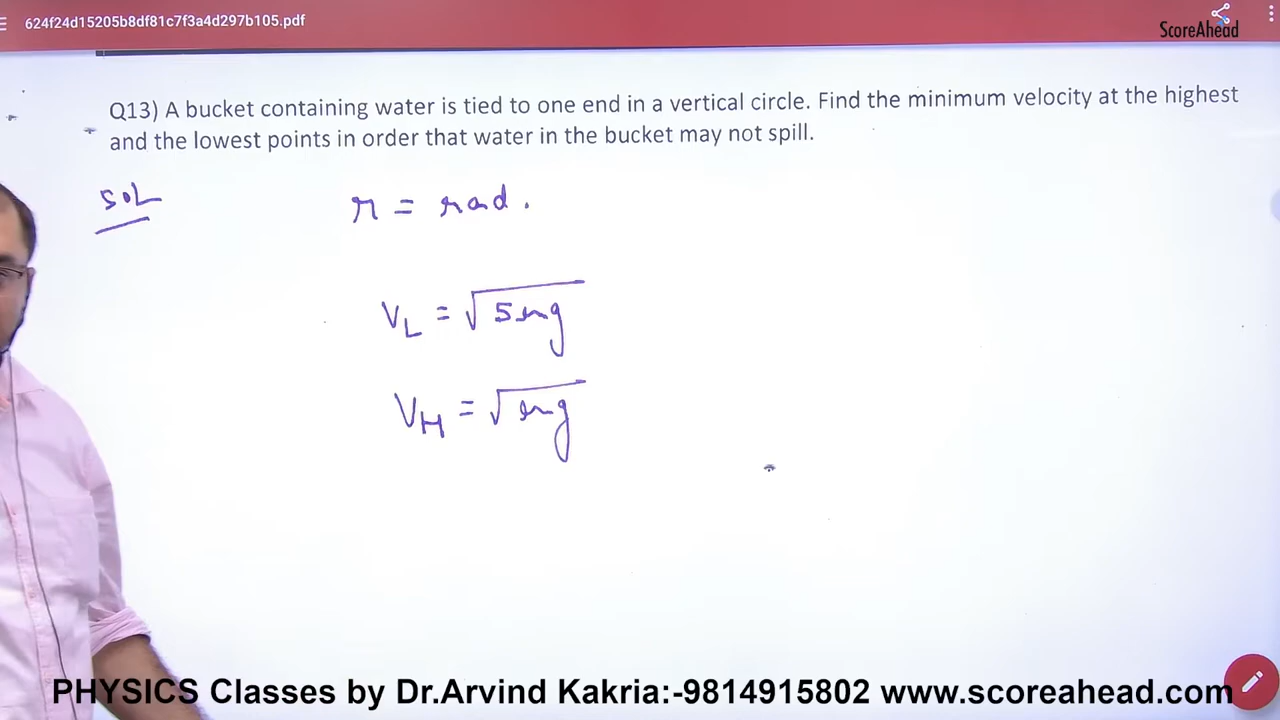 624f24d15205b8df81c7f3a4d297b105.pdf
ScoreAhead
Q13) A bucket containing water is tied to one end in a vertical circle. Find the minimum velocity at the highest
and the lowest points in order that water in the bucket may not spill.
SOL
r = rad.
V_L = √5rg
V_H = √rg
PHYSICS Classes by Dr.Arvind Kakria:-9814915802 www.scoreahead.com